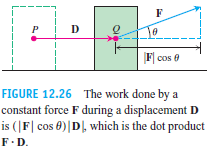 F
P
D
Q
θ
|F| cos θ
FIGURE 12.26 The work done by a
constant force F during a displacement D
is (|F| cos θ)|D|, which is the dot product
F · D.